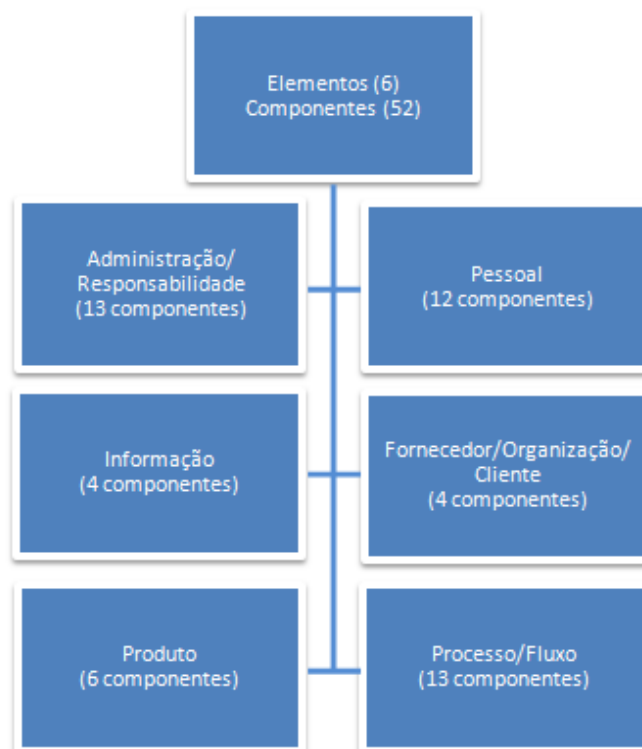 Elementos (6)
Componentes (52)
Administração/
Responsabilidade
(13 componentes)
Pessoal
(12 componentes)
Informação
(4 componentes)
Fornecedor/Organização/
Cliente
(4 componentes)
Produto
(6 componentes)
Processo/Fluxo
(13 componentes)